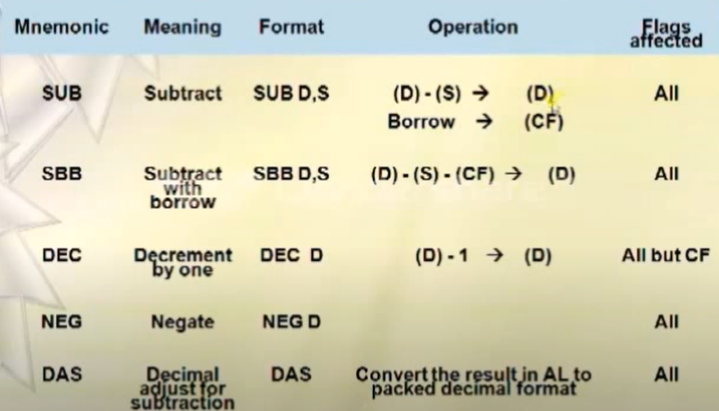 Mnemonic Meaning Format Operation Flags affected
SUB Subtract SUB D,S (D) - (S) → (D) All
Borrow → (CF)
SBB Subtract with borrow SBB D,S (D) - (S) - (CF) → (D) All
DEC Decrement by one DEC D (D) - 1 → (D) All but CF
NEG Negate NEG D All
DAS Decimal adjust for subtraction DAS Convert the result in AL to packed decimal format All